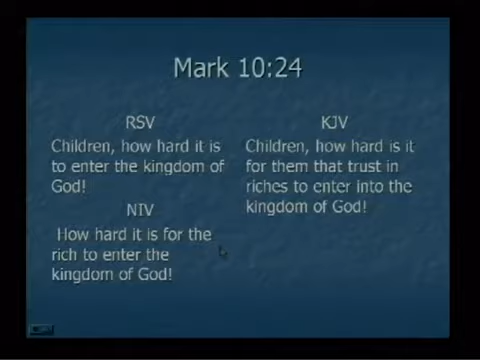 Mark 10:24
RSV
Children, how hard it is
to enter the kingdom of
God!
NIV
How hard it is for the
rich to enter the
kingdom of God!
KJV
Children, how hard is it
for them that trust in
riches to enter into the
kingdom of God!